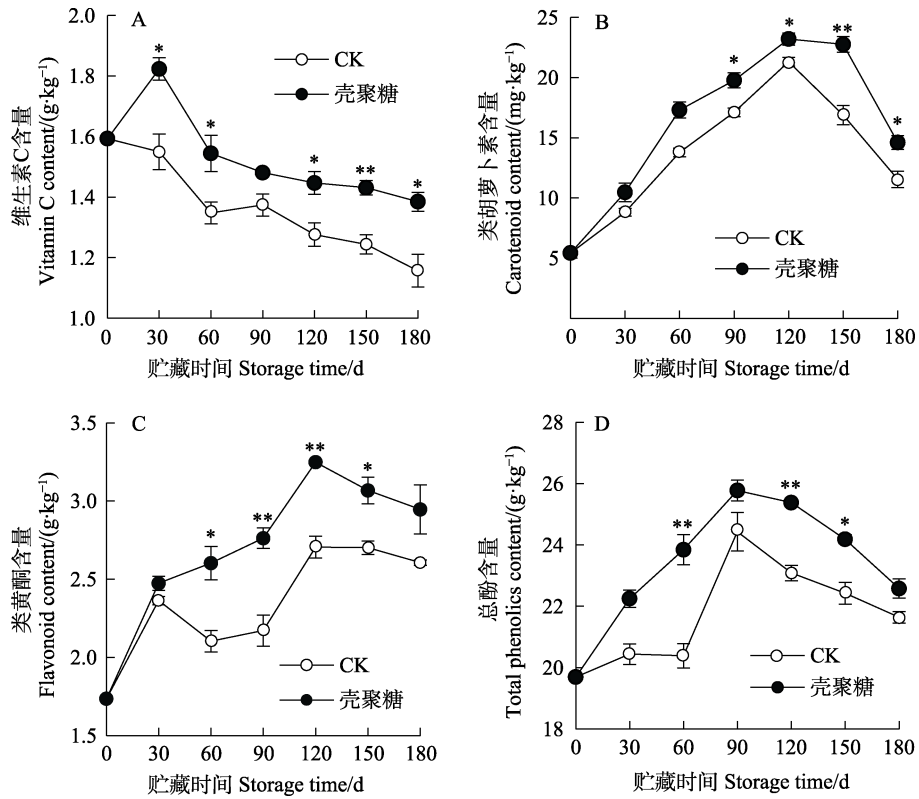 A
2.0
1.8
1.6
1.4
1.2
1.0
*
*
*
**
*
CK
壳聚糖
维生素C含量
Vitamin C content/(g·kg⁻¹)
0 30 60 90 120 150 180
贮藏时间 Storage time/d
B
25
20
15
10
5
*
*
**
*
CK
壳聚糖
类胡萝卜素含量
Carotenoid content/(mg·kg⁻¹)
0 30 60 90 120 150 180
贮藏时间 Storage time/d
C
3.5
3.0
2.5
2.0
1.5
*
**
**
*
CK
壳聚糖
类黄酮含量
Flavonoid content/(g·kg⁻¹)
0 30 60 90 120 150 180
贮藏时间 Storage time/d
D
28
26
24
22
20
18
**
**
*
CK
壳聚糖
总酚含量
Total phenolics content/(g·kg⁻¹)
0 30 60 90 120 150 180
贮藏时间 Storage time/d